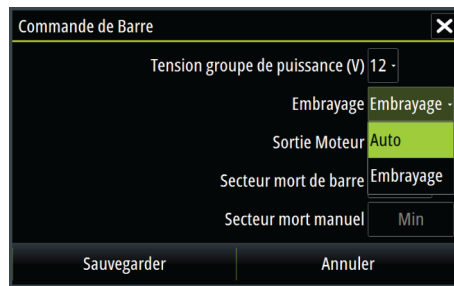 Commande de Barre
Tension groupe de puissance (V) 12
Embrayage Embrayage
Sortie Moteur Auto
Secteur mort de barre Embrayage
Secteur mort manuel Min
Sauvegarder Annuler